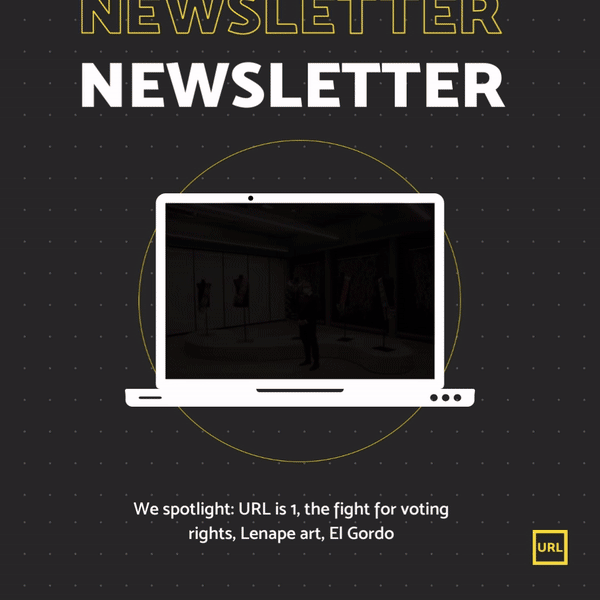 NEWSLETTER
NEWSLETTER
We spotlight: URL is 1, the fight for voting
rights, Lenape art, El Gordo
URL